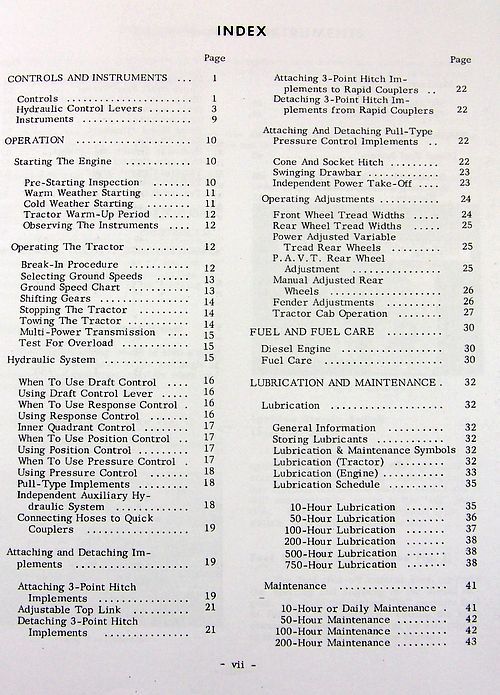 INDEX
Page
CONTROLS AND INSTRUMENTS ... 1
Controls .................... 1
Hydraulic Control Levers ....... 3
Instruments .................. 9
OPERATION .................. 10
Starting The Engine ............ 10
Pre-Starting Inspection ....... 10
Warm Weather Starting ....... 11
Cold Weather Starting ........ 11
Tractor Warm-Up Period ...... 12
Observing The Instruments .... 12
Operating The Tractor ........... 12
Break-In Procedure ........... 12
Selecting Ground Speeds ...... 13
Ground Speed Chart ........... 13
Shifting Gears ............... 14
Stopping The Tractor .......... 14
Towing The Tractor ............ 14
Multi-Power Transmission ..... 15
Test For Overload ............. 15
Hydraulic System ............... 15
When To Use Draft Control .... 16
Using Draft Control Lever ..... 16
When To Use Response Control . 16
Using Response Control ....... 16
Inner Quadrant Control ........ 17
When To Use Position Control .. 17
Using Position Control ......... 17
When To Use Pressure Control . 17
Using Pressure Control ....... 18
Pull-Type Implements ......... 18
Independent Auxiliary Hy-
draulic System ............. 18
Connecting Hoses to Quick
Couplers .................. 19
Attaching and Detaching Im-
plements .................... 19
Attaching 3-Point Hitch
Implements ................ 19
Adjustable Top Link ........... 21
Detaching 3-Point Hitch
Implements .............. 21
Page
Attaching 3-Point Hitch Im-
plements to Rapid Couplers .. 22
Detaching 3-Point Hitch Im-
plements from Rapid Couplers 22
Attaching And Detaching Pull-Type
Pressure Control Implements .. 22
Cone And Socket Hitch ......... 22
Swinging Drawbar ............. 23
Independent Power Take-Off .... 23
Operating Adjustments ........... 24
Front Wheel Tread Widths ..... 24
Rear Wheel Tread Widths ..... 25
Power Adjusted Variable
Tread Rear Wheels ......... 25
P.A.V.T. Rear Wheel
Adjustment ................ 25
Manual Adjusted Rear
Wheels ................... 26
Fender Adjustments .......... 26
Tractor Cab Operation ........ 27
FUEL AND FUEL CARE .......... 30
Diesel Engine .................. 30
Fuel Care ..................... 30
LUBRICATION AND MAINTENANCE . 32
Lubrication .................... 32
General Information ........... 32
Storing Lubricants ............ 32
Lubrication & Maintenance Symbols 32
Lubrication (Tractor) ......... 32
Lubrication (Engine) ........... 33
Lubrication Schedule .......... 35
10-Hour Lubrication ....... 35
50-Hour Lubrication ....... 36
100-Hour Lubrication ....... 37
200-Hour Lubrication ....... 38
500-Hour Lubrication ....... 38
750-Hour Lubrication ....... 38
Maintenance ................... 41
10-Hour or Daily Maintenance . 41
50-Hour Maintenance ......... 42
100-Hour Maintenance ......... 42
200-Hour Maintenance ......... 43
- vii -